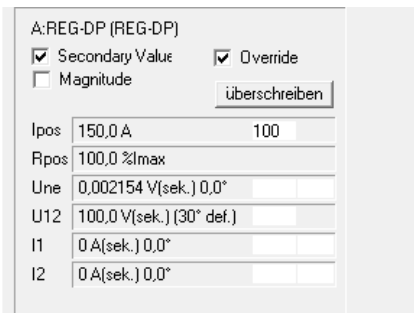 A:REG-DP (REG-DP)
Secondary Value Override
Magnitude
überschreiben
Ipos 150,0 A 100
Rpos 100,0 %Imax
Une 0,002154 V(sek.) 0,0°
U12 100,0 V(sek.) (30° def.)
I1 0 A(sek.) 0,0°
I2 0 A(sek.) 0,0°